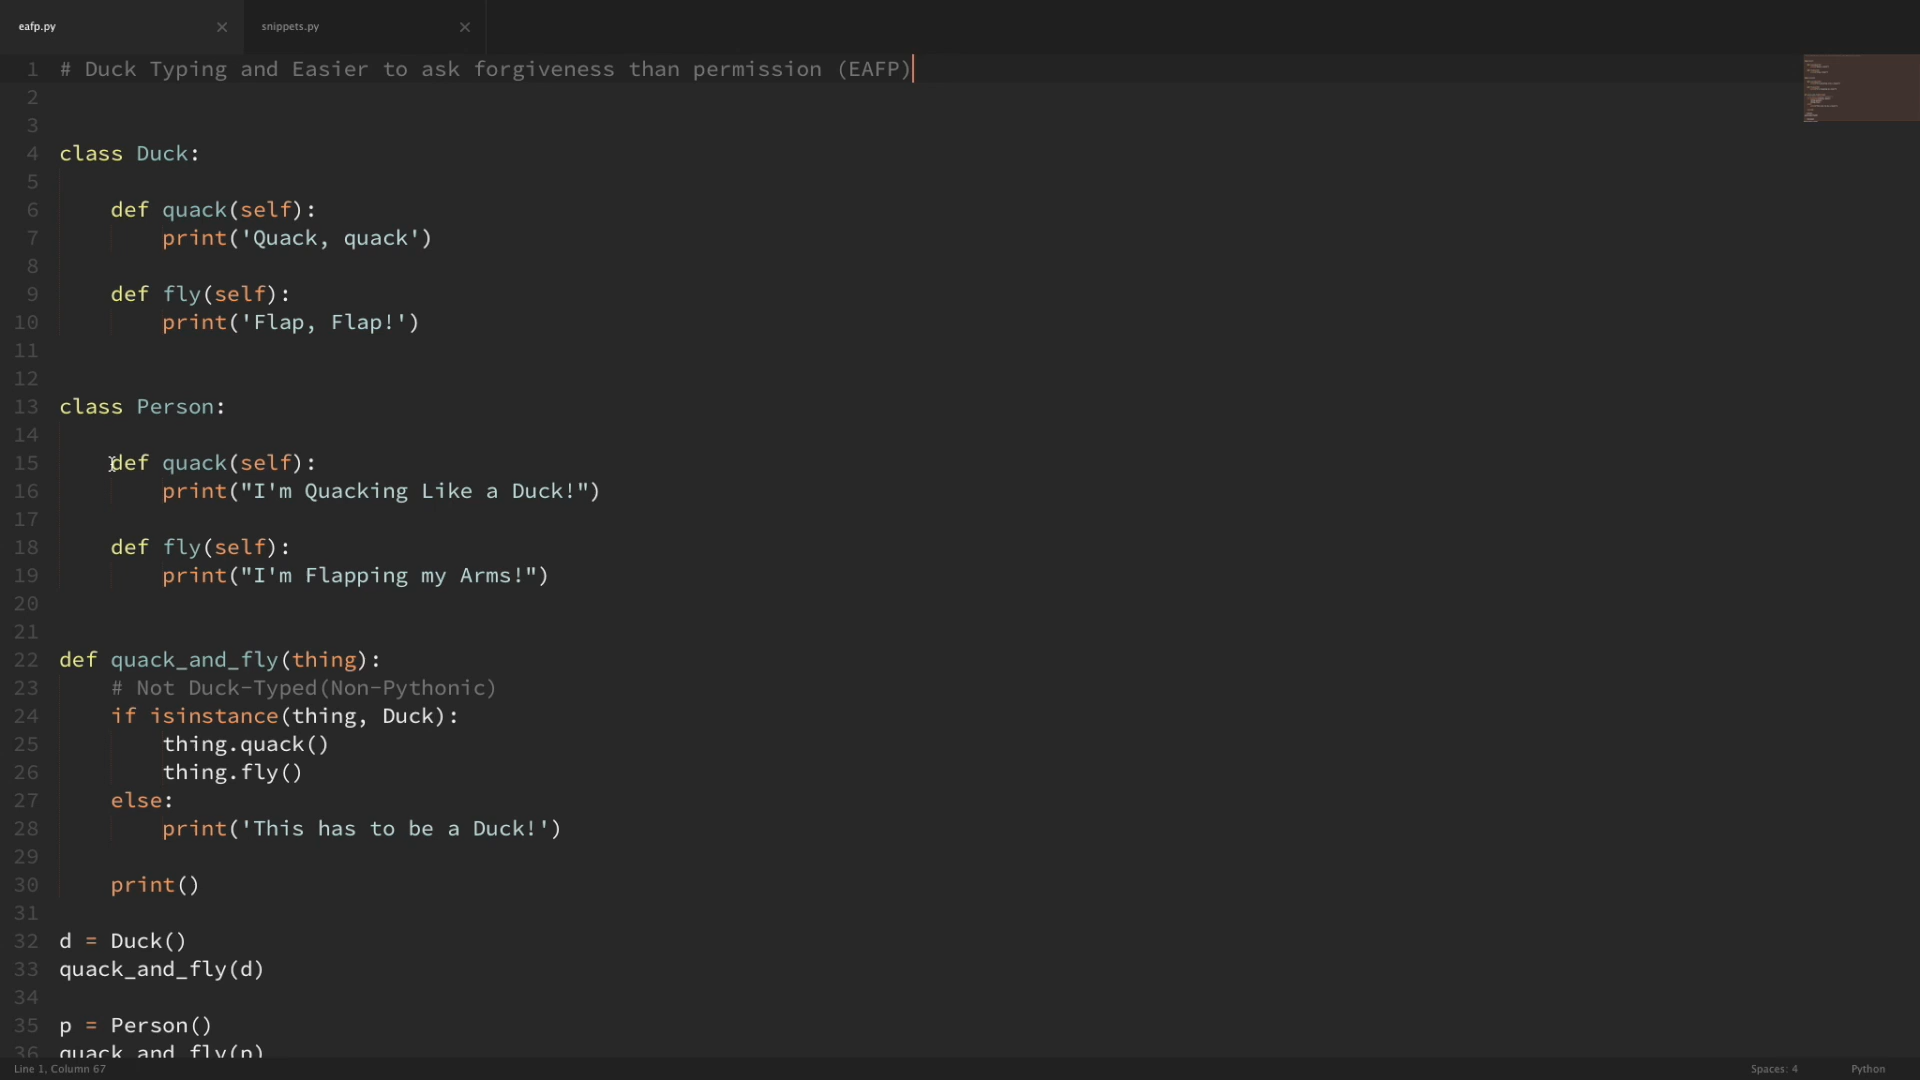 eafp.py
snippets.py
1 # Duck Typing and Easier to ask forgiveness than permission (EAFP)
2
3
4 class Duck:
5
6     def quack(self):
7         print('Quack, quack')
8
9     def fly(self):
10         print('Flap, Flap!')
11
12
13 class Person:
14
15     def quack(self):
16         print("I'm Quacking Like a Duck!")
17
18     def fly(self):
19         print("I'm Flapping my Arms!")
20
21
22 def quack_and_fly(thing):
23     # Not Duck-Typed(Non-Pythonic)
24     if isinstance(thing, Duck):
25         thing.quack()
26         thing.fly()
27     else:
28         print('This has to be a Duck!')
29
30     print()
31
32 d = Duck()
33 quack_and_fly(d)
34
35 p = Person()
36 quack_and_fly(p)
Line 1, Column 67
Spaces: 4
Python